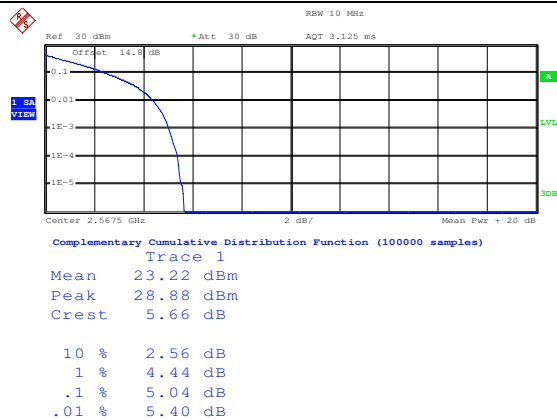 RBW 10 MHz
Ref 30 dBm *Att 30 dB AQT 3.125 ms
Offset 14.8 dB
0.1
A
1 SA
VIEW
0.01
1E-3
LVL
1E-4
1E-5
3DB
Center 2.5675 GHz 2 dB/ Mean Pwr + 20 dB
Complementary Cumulative Distribution Function (100000 samples)
Trace 1
Mean 23.22 dBm
Peak 28.88 dBm
Crest 5.66 dB
10 % 2.56 dB
1 % 4.44 dB
.1 % 5.04 dB
.01 % 5.40 dB